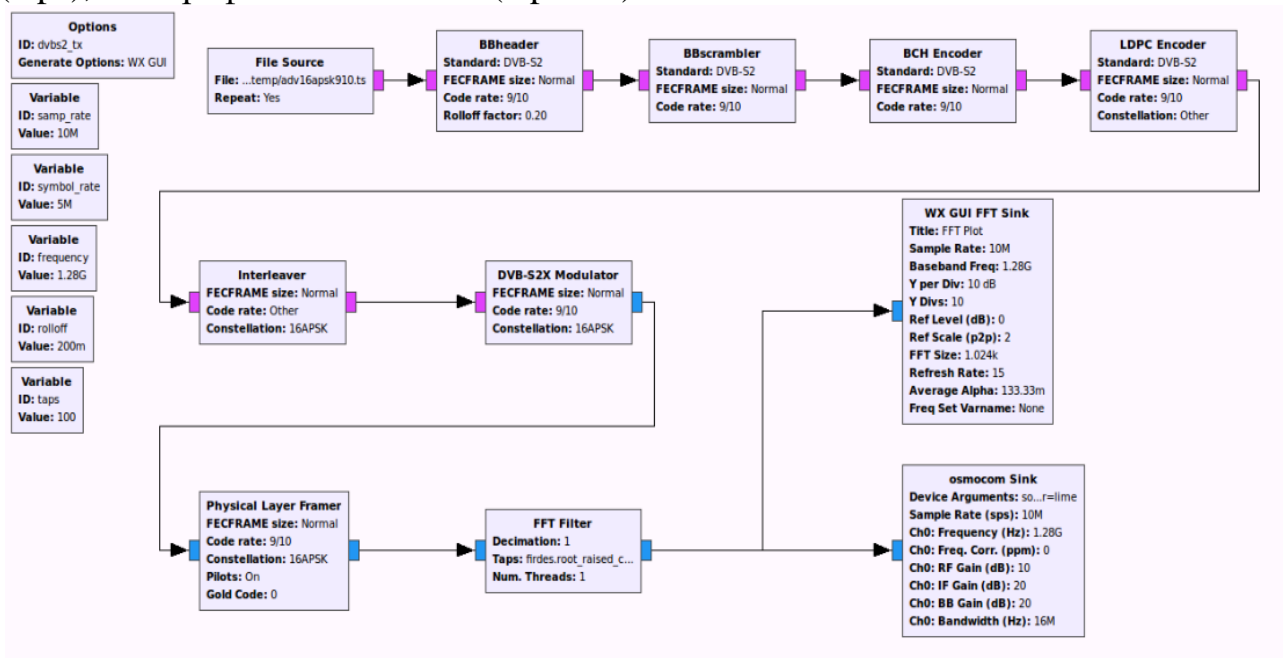 Options
ID: dvbs2_tx
Generate Options: WX GUI
Variable
ID: samp_rate
Value: 10M
Variable
ID: symbol_rate
Value: 5M
Variable
ID: frequency
Value: 1.28G
Variable
ID: rolloff
Value: 200m
Variable
ID: taps
Value: 100
File Source
File: ...temp/adv16apsk910.ts
Repeat: Yes
BBheader
Standard: DVB-S2
FECFRAME size: Normal
Code rate: 9/10
Rolloff factor: 0.20
BBscrambler
Standard: DVB-S2
FECFRAME size: Normal
Code rate: 9/10
BCH Encoder
Standard: DVB-S2
FECFRAME size: Normal
Code rate: 9/10
LDPC Encoder
Standard: DVB-S2
FECFRAME size: Normal
Code rate: 9/10
Constellation: Other
Interleaver
FECFRAME size: Normal
Code rate: Other
Constellation: 16APSK
DVB-S2X Modulator
FECFRAME size: Normal
Code rate: 9/10
Constellation: 16APSK
WX GUI FFT Sink
Title: FFT Plot
Sample Rate: 10M
Baseband Freq: 1.28G
Y per Div: 10 dB
Y Divs: 10
Ref Level (dB): 0
Ref Scale (p2p): 2
FFT Size: 1.024k
Refresh Rate: 15
Average Alpha: 133.33m
Freq Set Varname: None
Physical Layer Framer
FECFRAME size: Normal
Code rate: 9/10
Constellation: 16APSK
Pilots: On
Gold Code: 0
FFT Filter
Decimation: 1
Taps: firdes.root_raised_c...
Num. Threads: 1
osmocom Sink
Device Arguments: so...r=lime
Sample Rate (sps): 10M
Ch0: Frequency (Hz): 1.28G
Ch0: Freq. Corr. (ppm): 0
Ch0: RF Gain (dB): 10
Ch0: IF Gain (dB): 20
Ch0: BB Gain (dB): 20
Ch0: Bandwidth (Hz): 16M